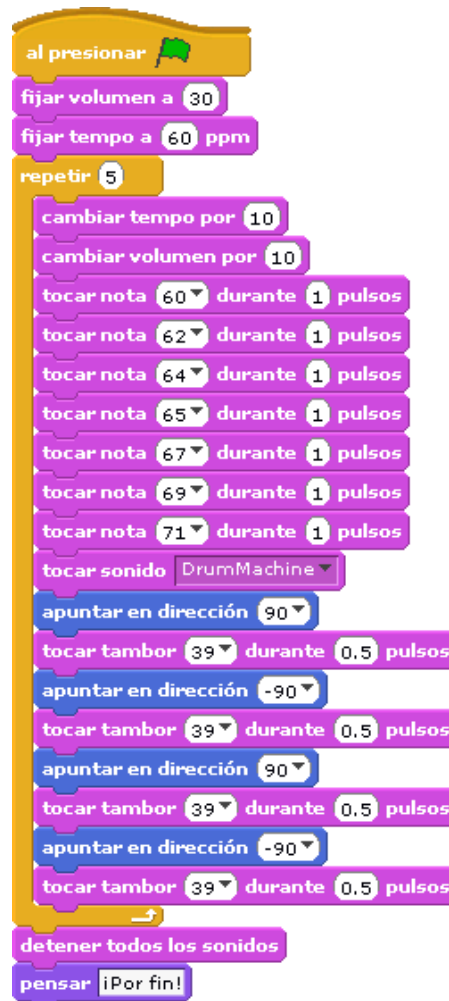 al presionar
fijar volumen a 30
fijar tempo a 60 ppm
repetir 5
cambiar tempo por 10
cambiar volumen por 10
tocar nota 60 durante 1 pulsos
tocar nota 62 durante 1 pulsos
tocar nota 64 durante 1 pulsos
tocar nota 65 durante 1 pulsos
tocar nota 67 durante 1 pulsos
tocar nota 69 durante 1 pulsos
tocar nota 71 durante 1 pulsos
tocar sonido DrumMachine
apuntar en dirección 90
tocar tambor 39 durante 0.5 pulsos
apuntar en dirección -90
tocar tambor 39 durante 0.5 pulsos
apuntar en dirección 90
tocar tambor 39 durante 0.5 pulsos
apuntar en dirección -90
tocar tambor 39 durante 0.5 pulsos
detener todos los sonidos
pensar ¡Por fin!